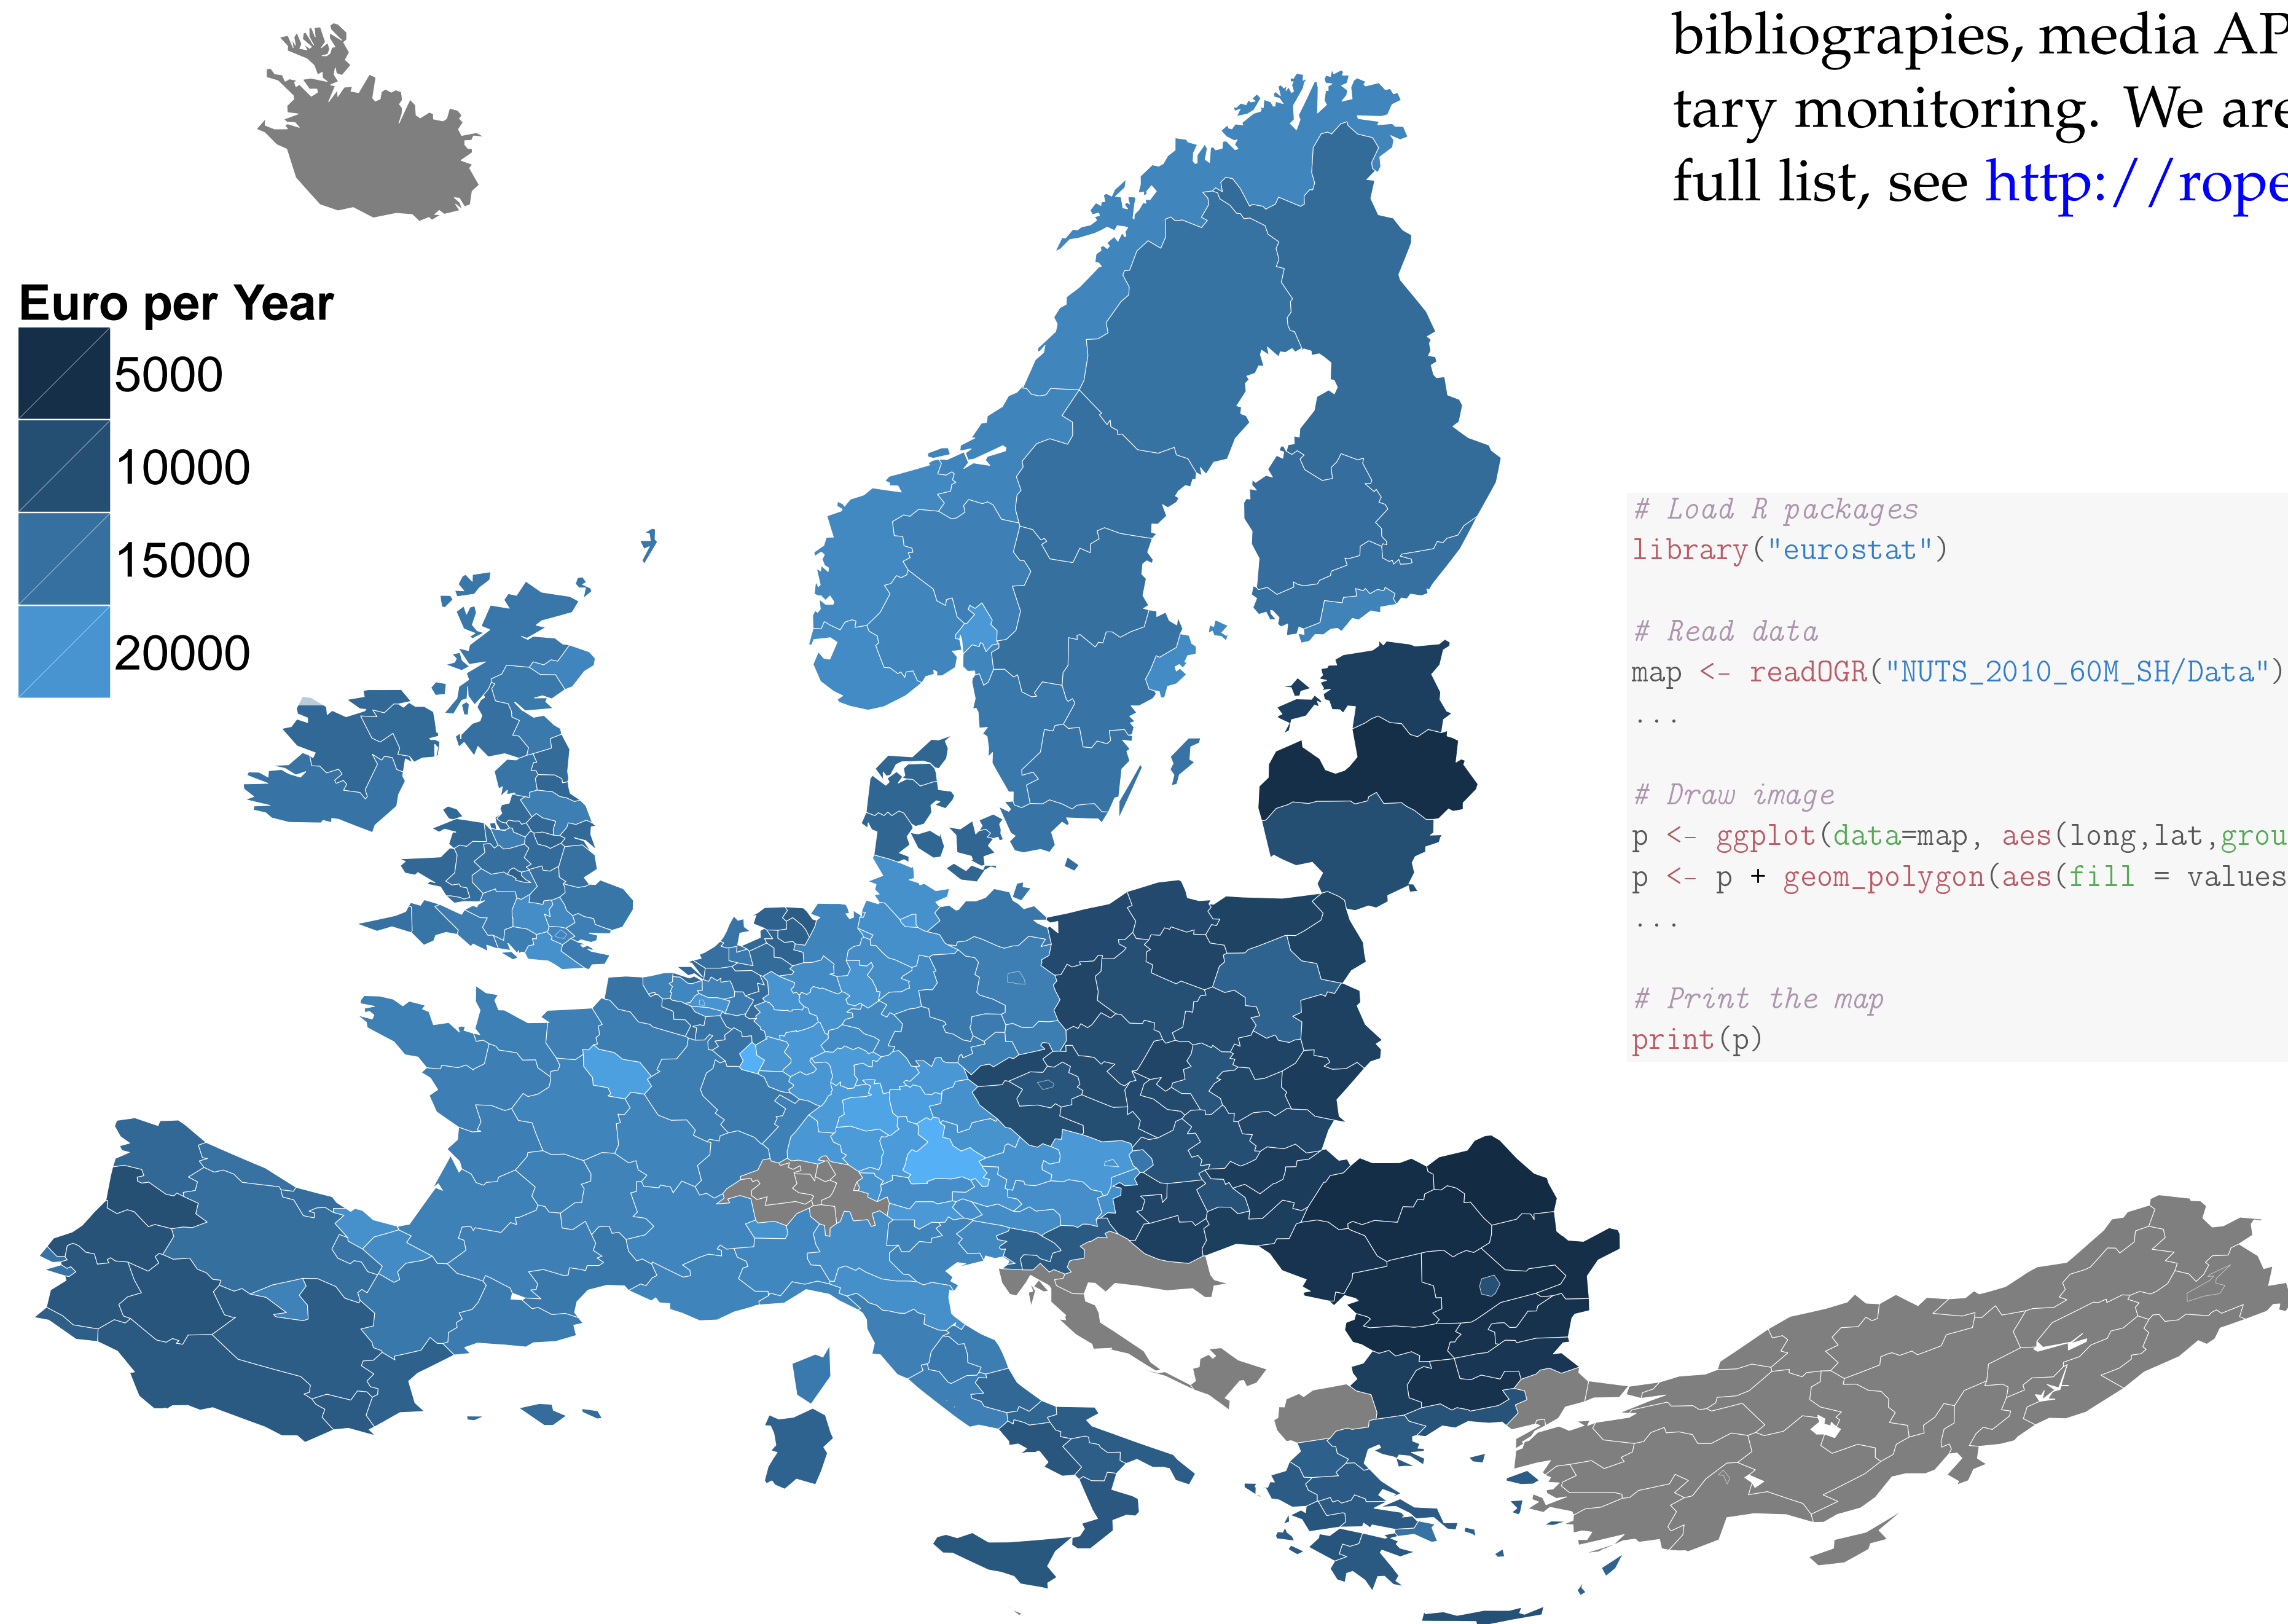 bibliograpies, media AP
tary monitoring. We are
full list, see http://rope
Euro per Year
5000
10000
15000
20000
# Load R packages
library("eurostat")
# Read data
map <- readOGR("NUTS_2010_60M_SH/Data")
...
# Draw image
p <- ggplot(data=map, aes(long,lat,grou
p <- p + geom_polygon(aes(fill = values
...
# Print the map
print(p)